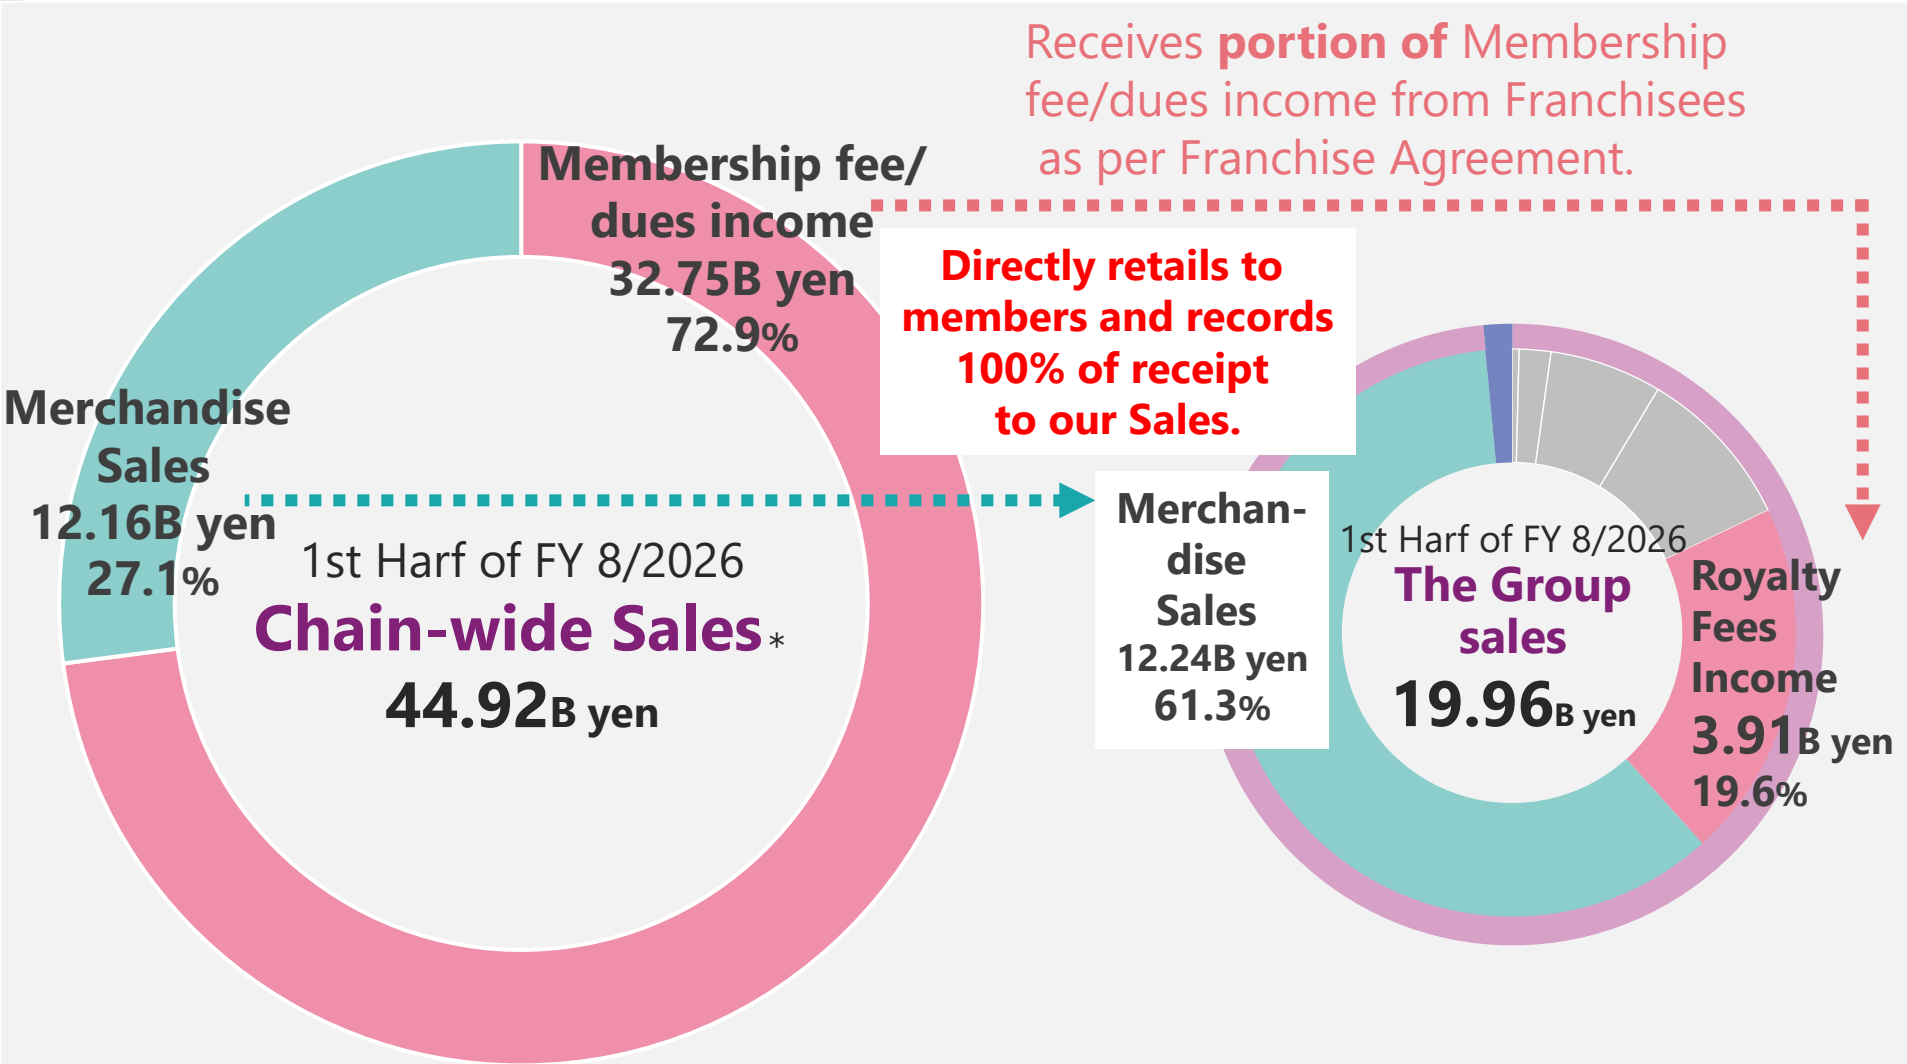 Receives portion of Membership
fee/dues income from Franchisees
as per Franchise Agreement.
Membership fee/
dues income
32.75B yen
72.9%
Directly retails to
members and records
100% of receipt
to our Sales.
Merchandise
Sales
12.16B yen
27.1%
1st Harf of FY 8/2026
Chain-wide Sales*
44.92B yen
Merchan-
dise
Sales
12.24B yen
61.3%
1st Harf of FY 8/2026
The Group
sales
19.96B yen
Royalty
Fees
Income
3.91B yen
19.6%